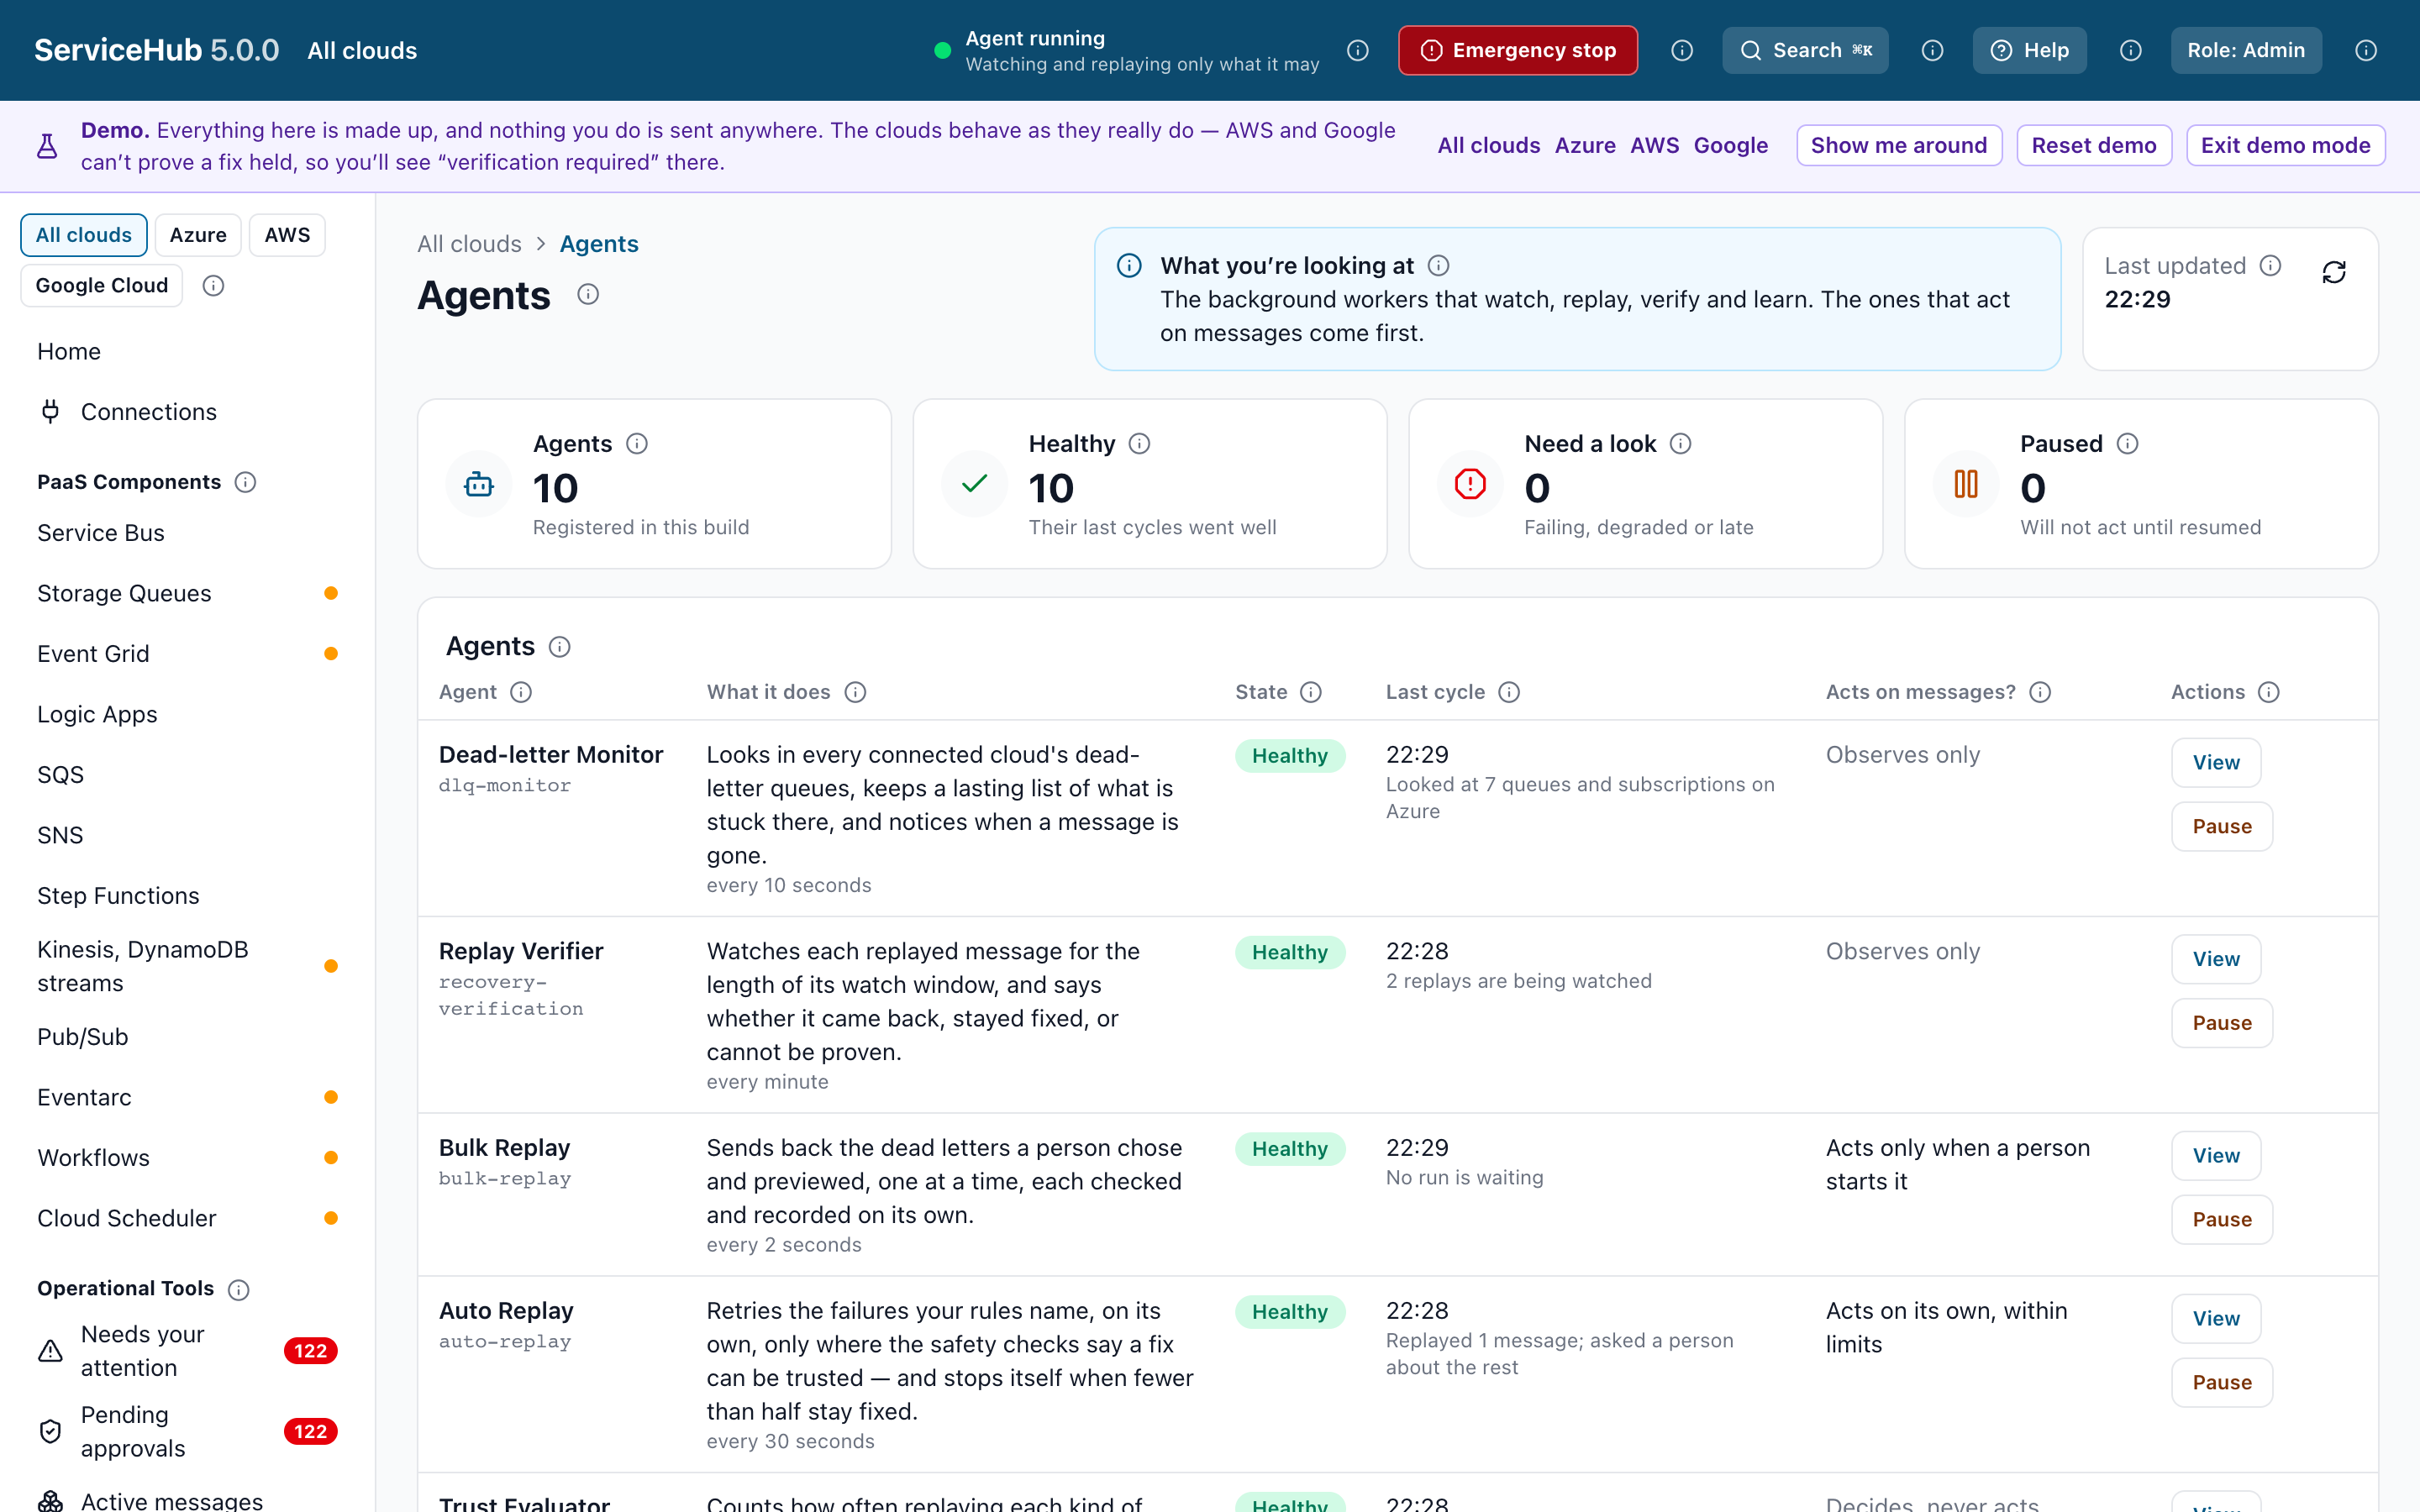 ServiceHub 5.0.0 All clouds
Agent running
Watching and replaying only what it may
Emergency stop
Search ⌘K
Help
Role: Admin
Demo. Everything here is made up, and nothing you do is sent anywhere. The clouds behave as they really do — AWS and Google
can’t prove a fix held, so you’ll see “verification required” there.
All clouds Azure AWS Google
Show me around
Reset demo
Exit demo mode
All clouds
Azure
AWS
Google Cloud
Home
Connections
PaaS Components
Service Bus
Storage Queues
Event Grid
Logic Apps
SQS
SNS
Step Functions
Kinesis, DynamoDB
streams
Pub/Sub
Eventarc
Workflows
Cloud Scheduler
Operational Tools
Needs your
attention
122
Pending
approvals
122
Active messages
All clouds > Agents
Agents
What you’re looking at
The background workers that watch, replay, verify and learn. The ones that act
on messages come first.
Last updated
22:29
Agents
10
Registered in this build
Healthy
10
Their last cycles went well
Need a look
0
Failing, degraded or late
Paused
0
Will not act until resumed
Agents
Agent
What it does
State
Last cycle
Acts on messages?
Actions
Dead-letter Monitor
dlq-monitor
Looks in every connected cloud's dead-
letter queues, keeps a lasting list of what is
stuck there, and notices when a message is
gone.
every 10 seconds
Healthy
22:29
Looked at 7 queues and subscriptions on
Azure
Observes only
View
Pause
Replay Verifier
recovery-
verification
Watches each replayed message for the
length of its watch window, and says
whether it came back, stayed fixed, or
cannot be proven.
every minute
Healthy
22:28
2 replays are being watched
Observes only
View
Pause
Bulk Replay
bulk-replay
Sends back the dead letters a person chose
and previewed, one at a time, each checked
and recorded on its own.
every 2 seconds
Healthy
22:29
No run is waiting
Acts only when a person
starts it
View
Pause
Auto Replay
auto-replay
Retries the failures your rules name, on its
own, only where the safety checks say a fix
can be trusted — and stops itself when fewer
than half stay fixed.
every 30 seconds
Healthy
22:28
Replayed 1 message; asked a person
about the rest
Acts on its own, within
limits
View
Pause
Trust Evaluator
Counts how often replaying each kind of
Healthy
22:28
Decides, never acts
View